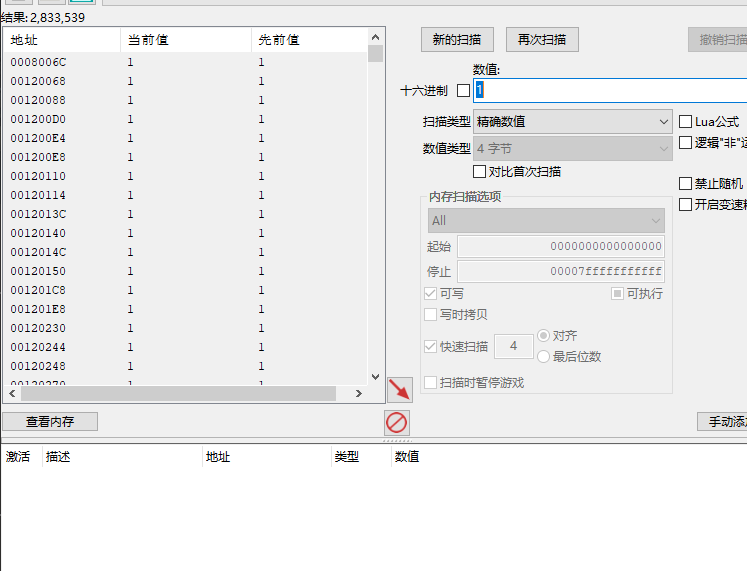 结果: 2,833,539
地址 当前值 先前值
0008006C 1 1
00120068 1 1
00120088 1 1
001200D0 1 1
001200E4 1 1
001200E8 1 1
00120110 1 1
00120114 1 1
0012013C 1 1
00120140 1 1
0012014C 1 1
00120150 1 1
001201C8 1 1
001201E8 1 1
00120230 1 1
00120244 1 1
00120248 1 1
00120270 1 1
新的扫描 再次扫描 撤销扫描
数值:
十六进制 1
扫描类型 精确数值 Lua公式
数值类型 4 字节 逻辑"非"运
对比首次扫描
禁止随机
内存扫描选项
开启变速精
All
起始 0000000000000000
停止 00007fffffffffff
可写 可执行
写时拷贝
快速扫描 4 对齐
最后位数
扫描时暂停游戏
查看内存 手动添加
激活 描述 地址 类型 数值